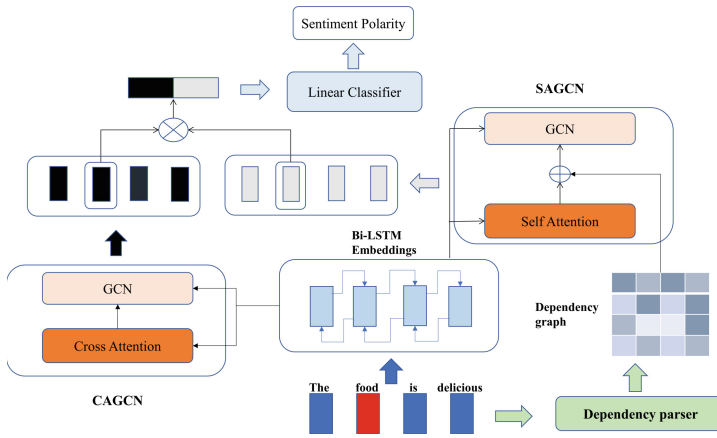 Sentiment Polarity
Linear Classifier
SAGCN
GCN
Self Attention
Bi-LSTM
Embeddings
GCN
Cross Attention
CAGCN
Dependency
graph
The food is delicious
Dependency parser